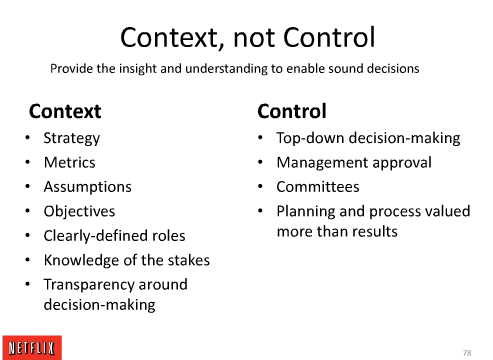 Context, not Control
Provide the insight and understanding to enable sound decisions
Context
• Strategy
• Metrics
• Assumptions
• Objectives
• Clearly-defined roles
• Knowledge of the stakes
• Transparency around
decision-making
Control
• Top-down decision-making
• Management approval
• Committees
• Planning and process valued
more than results
NETFLIX
78